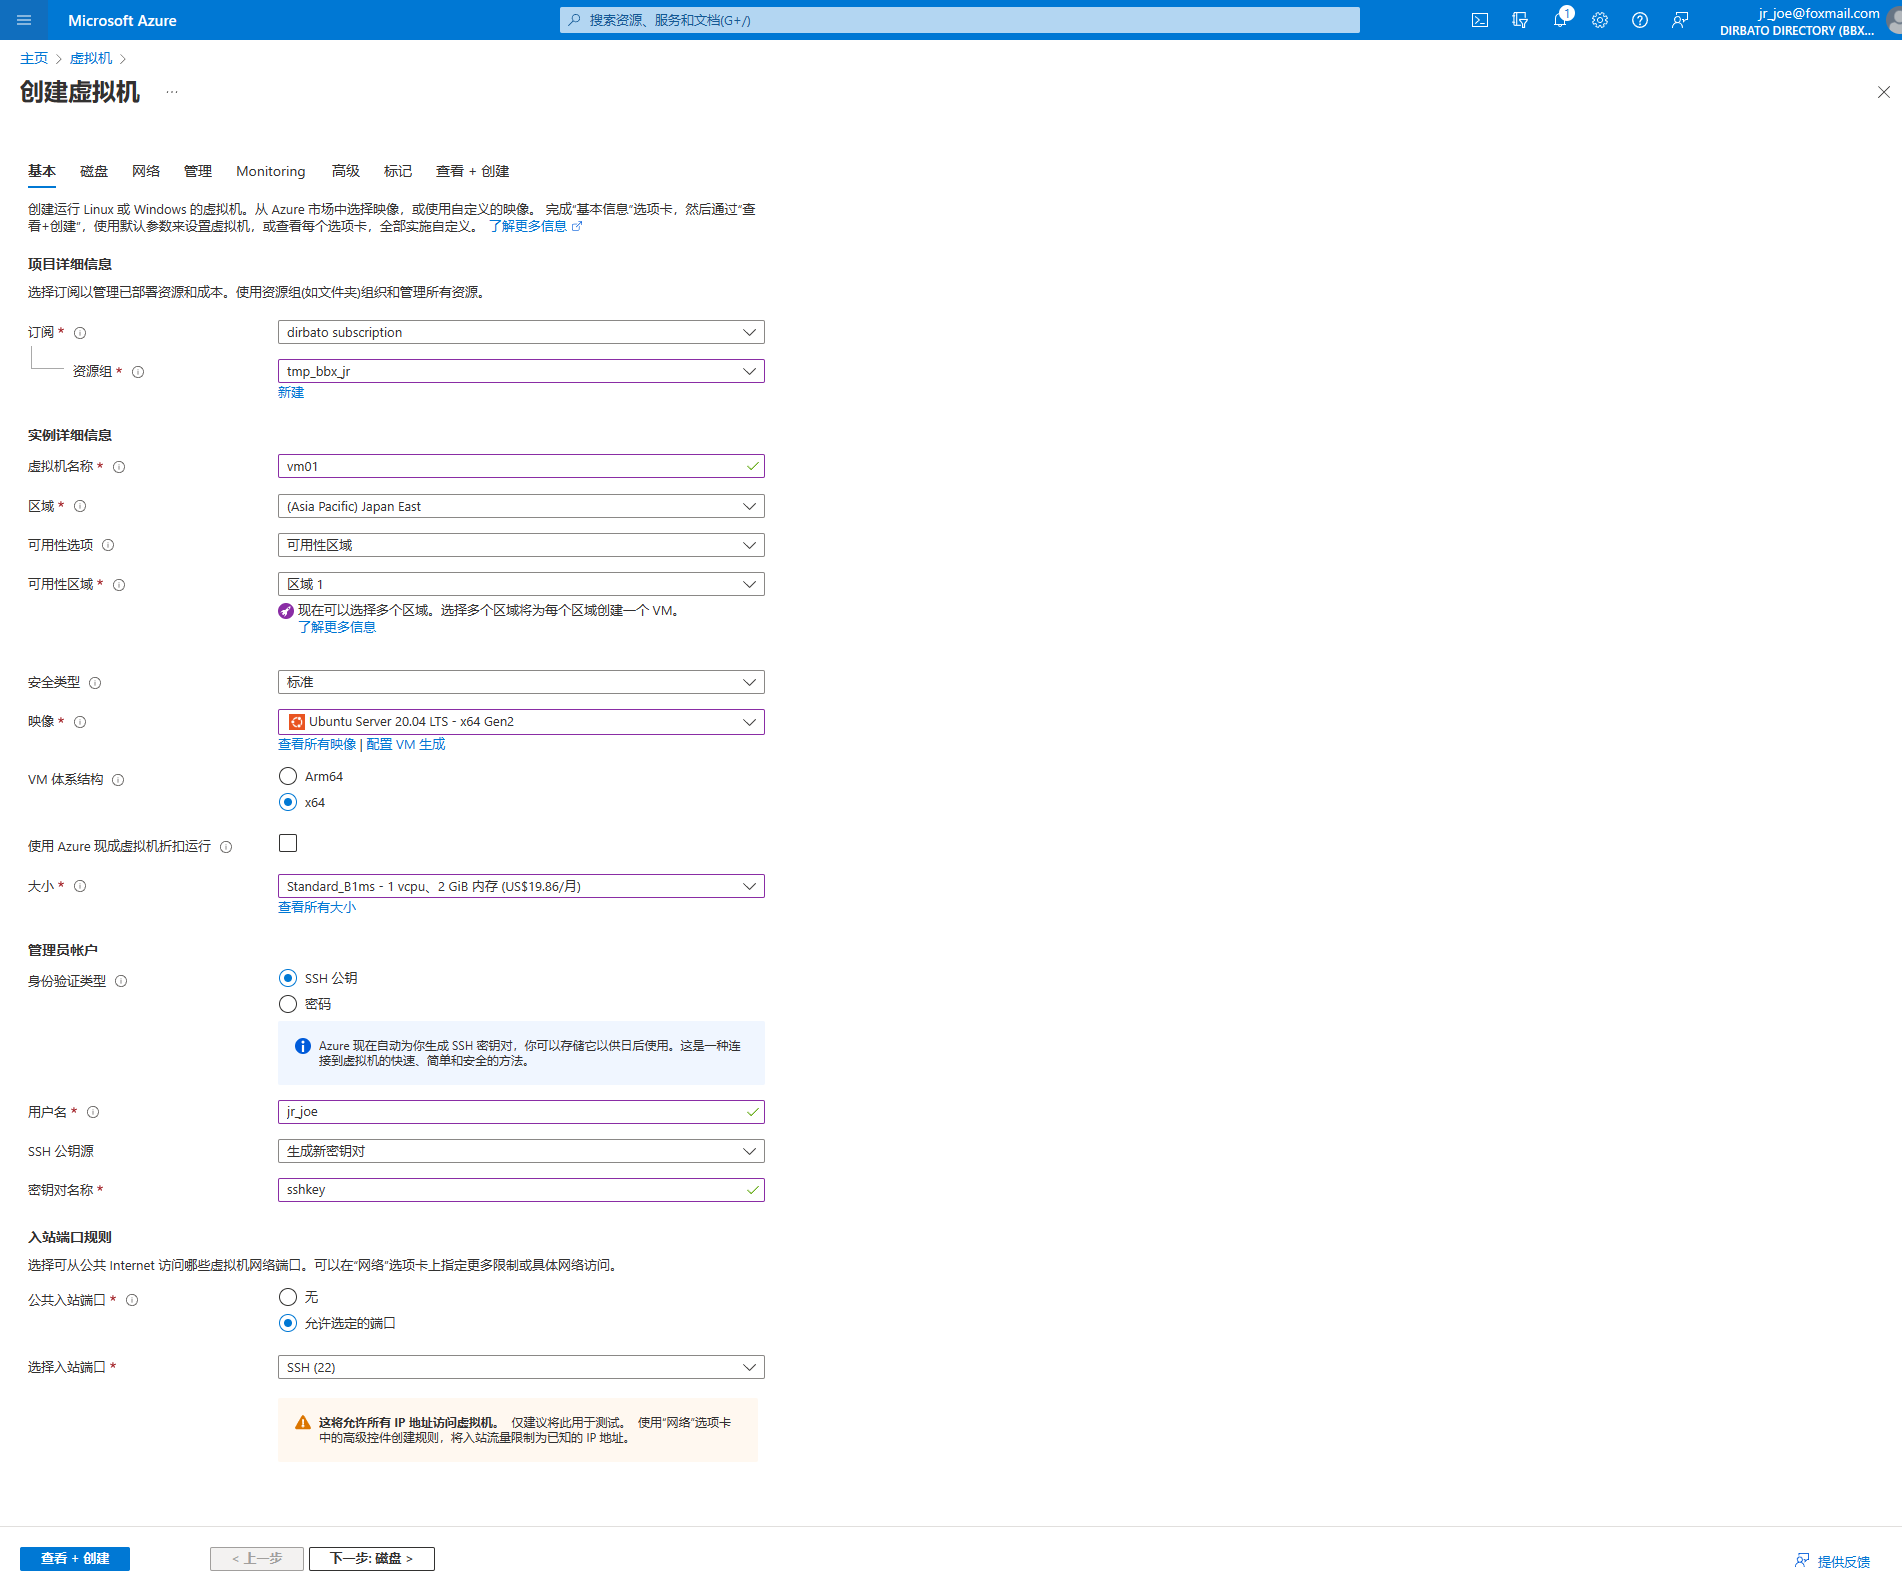 Microsoft Azure
搜索资源、服务和文档(G+/)
1
jr_joe@foxmail.com
DIRBATO DIRECTORY (BBX...
主页 > 虚拟机 >
创建虚拟机 ...
基本 磁盘 网络 管理 Monitoring 高级 标记 查看 + 创建
创建运行 Linux 或 Windows 的虚拟机。从 Azure 市场中选择映像，或使用自定义的映像。 完成“基本信息”选项卡，然后通过“查
看+创建”，使用默认参数来设置虚拟机，或查看每个选项卡，全部实施自定义。 了解更多信息
项目详细信息
选择订阅以管理已部署资源和成本。使用资源组(如文件夹)组织和管理所有资源。
订阅 * dirbato subscription
资源组 * tmp_bbx_jr
新建
实例详细信息
虚拟机名称 * vm01
区域 * (Asia Pacific) Japan East
可用性选项 可用性区域
可用性区域 * 区域 1
现在可以选择多个区域。选择多个区域将为每个区域创建一个 VM。
了解更多信息
安全类型 标准
映像 * Ubuntu Server 20.04 LTS - x64 Gen2
查看所有映像 | 配置 VM 生成
VM 体系结构 Arm64
x64
使用 Azure 现成虚拟机折扣运行
大小 * Standard_B1ms - 1 vcpu、2 GiB 内存 (US$19.86/月)
查看所有大小
管理员帐户
身份验证类型 SSH 公钥
密码
Azure 现在自动为你生成 SSH 密钥对，你可以存储它以供日后使用。这是一种连
接到虚拟机的快速、简单和安全的方法。
用户名 * jr_joe
SSH 公钥源 生成新密钥对
密钥对名称 * sshkey
入站端口规则
选择可从公共 Internet 访问哪些虚拟机网络端口。可以在“网络”选项卡上指定更多限制或具体网络访问。
公共入站端口 * 无
允许选定的端口
选择入站端口 * SSH (22)
这将允许所有 IP 地址访问虚拟机。 仅建议将此用于测试。 使用“网络”选项卡
中的高级控件创建规则，将入站流量限制为已知的 IP 地址。
查看 + 创建 < 上一步 下一步: 磁盘 > 提供反馈